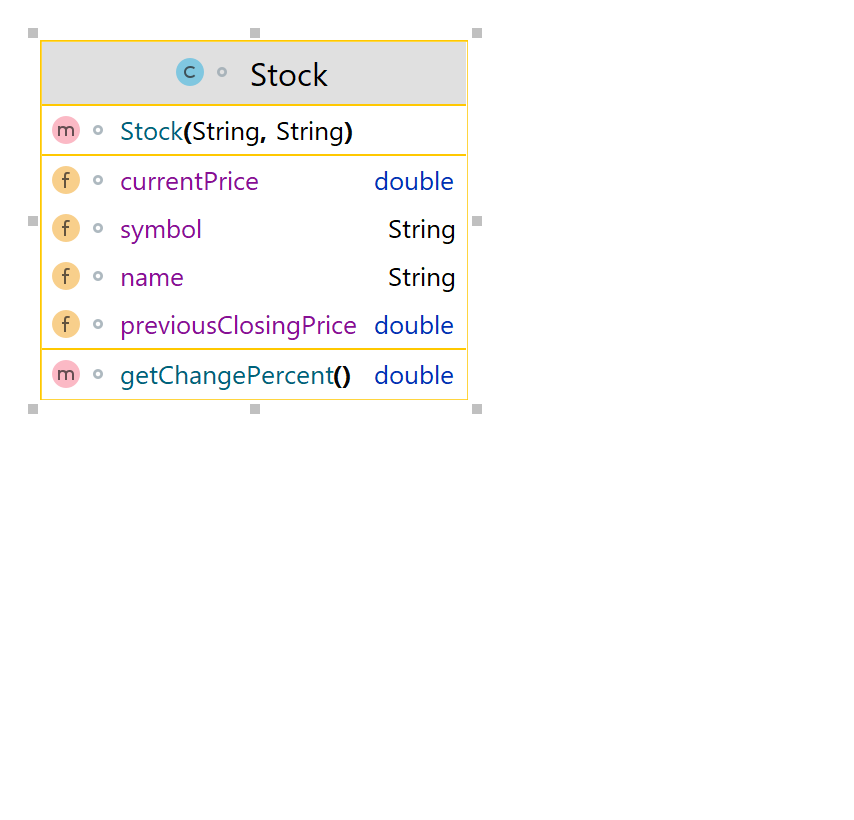 C Stock
m Stock(String, String)
f currentPrice double
f symbol String
f name String
f previousClosingPrice double
m getChangePercent() double